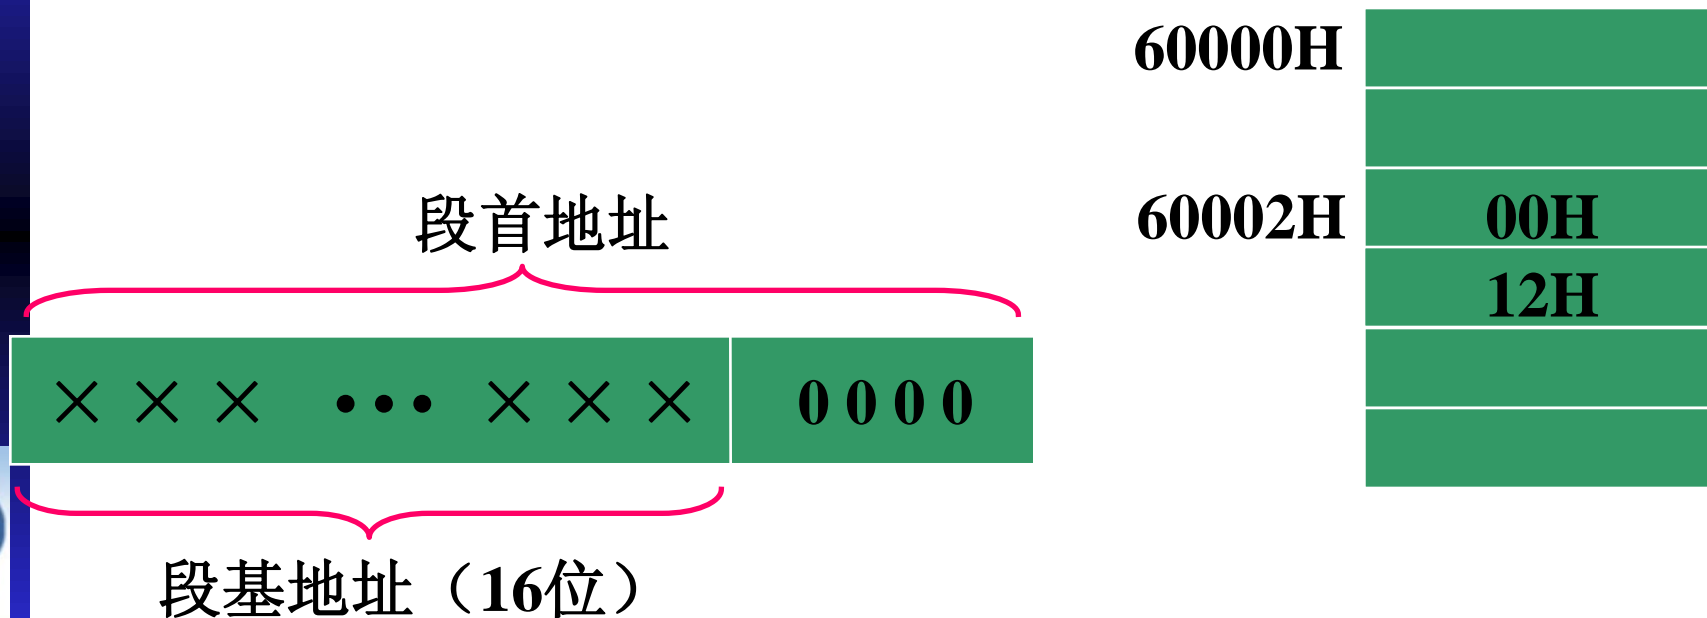 60000H
段首地址
60002H 00H
12H
× × × ••• × × × 0 0 0 0
段基地址（16位）